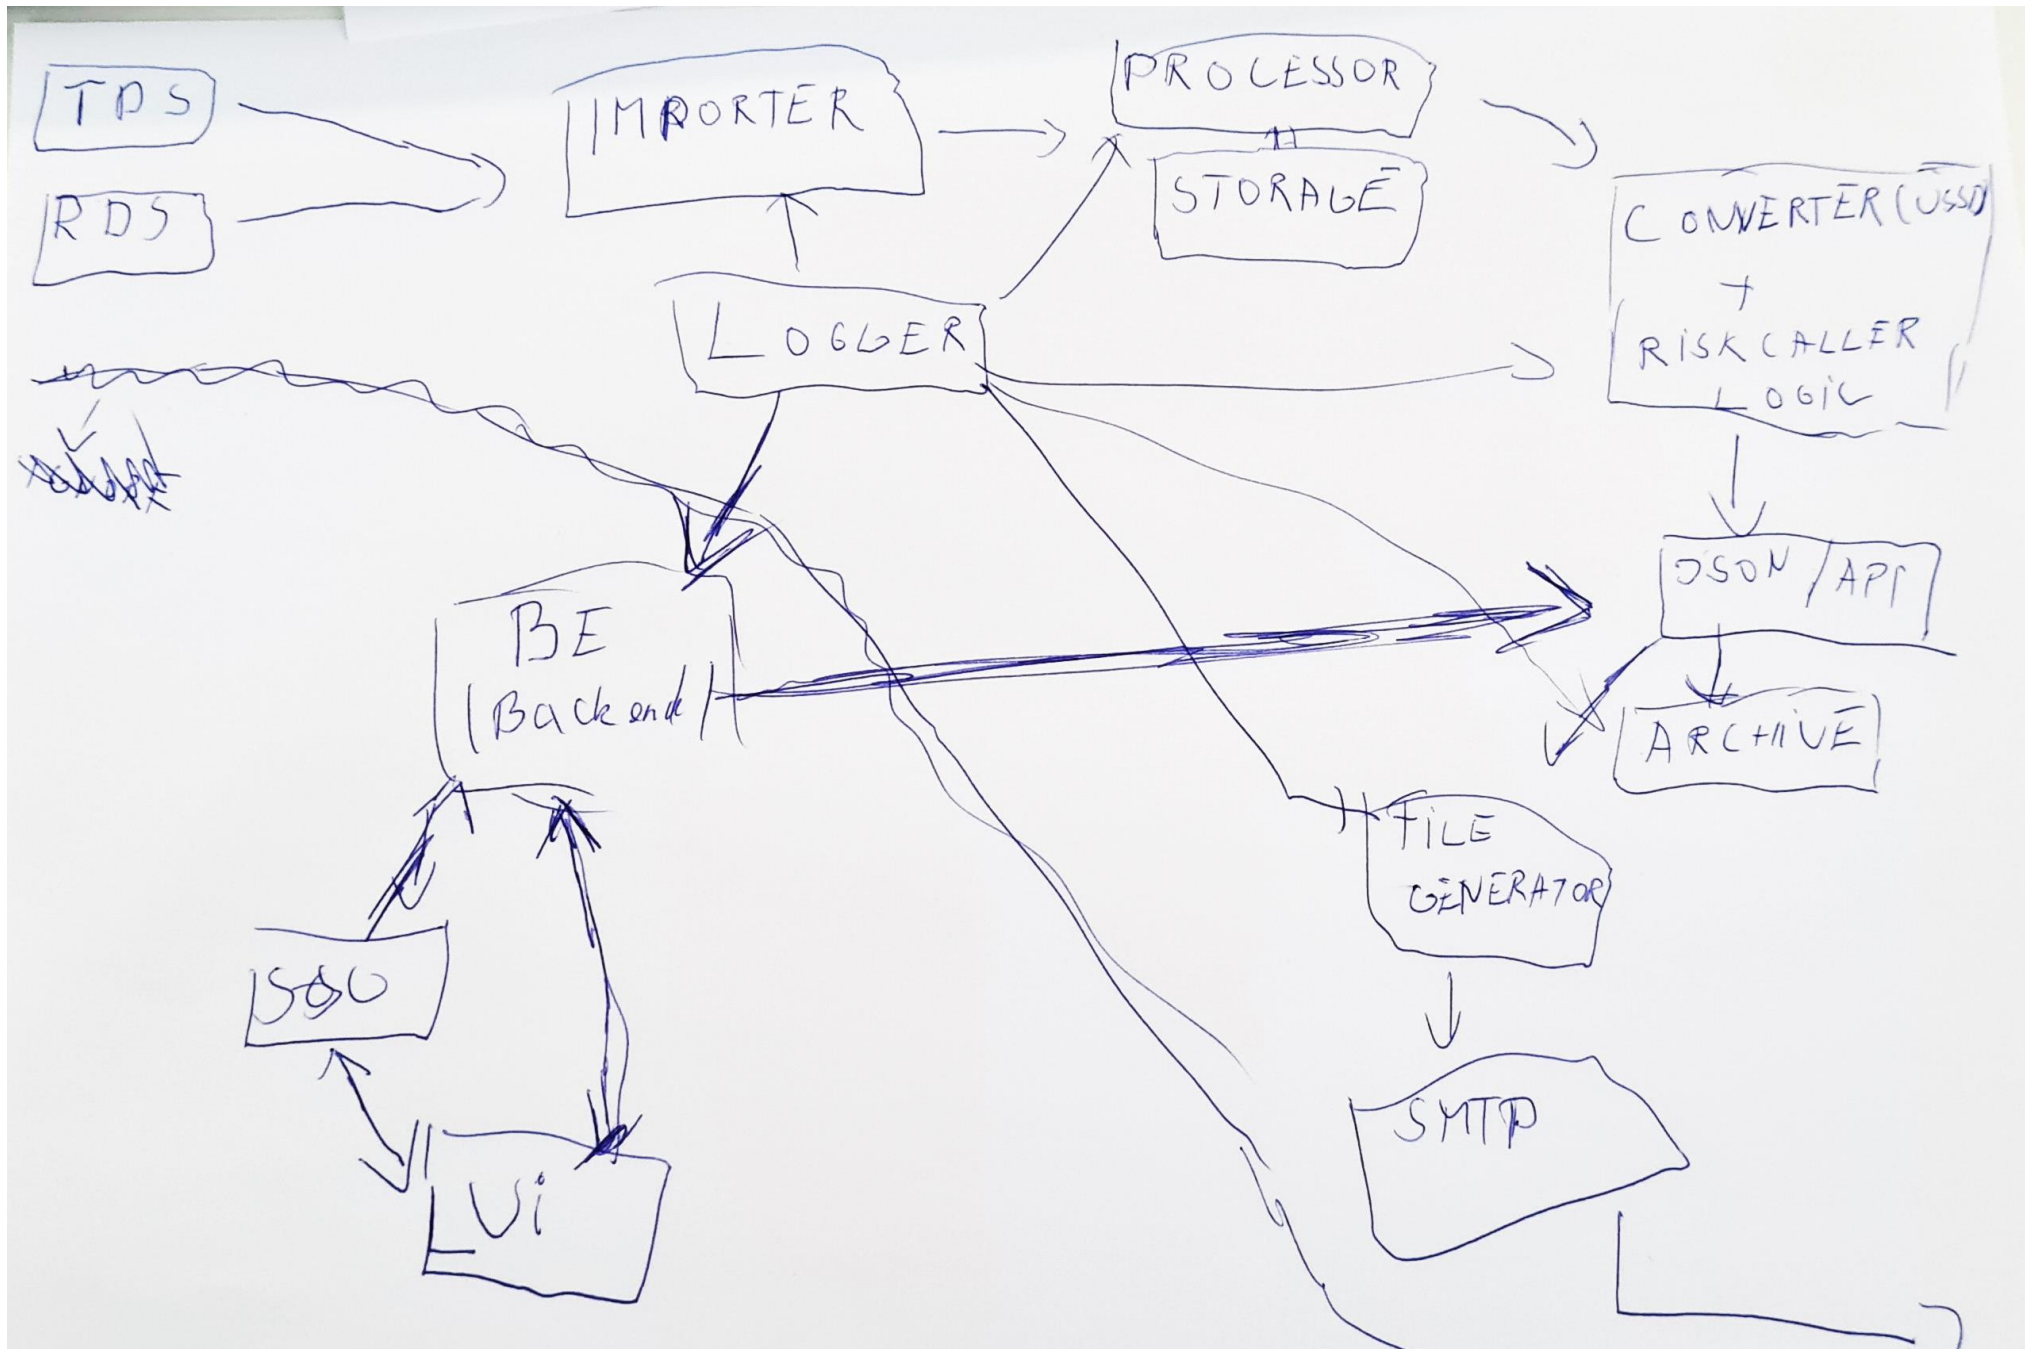 TDS
RDS
IMPORTER
PROCESSOR
STORAGE
LOGGER
CONVERTER (USSD)
+
RISK CALLER
LOGIC
JSON / API
ARCHIVE
BE
(Backend)
FILE
GENERATOR
SSO
SMTP
Ui